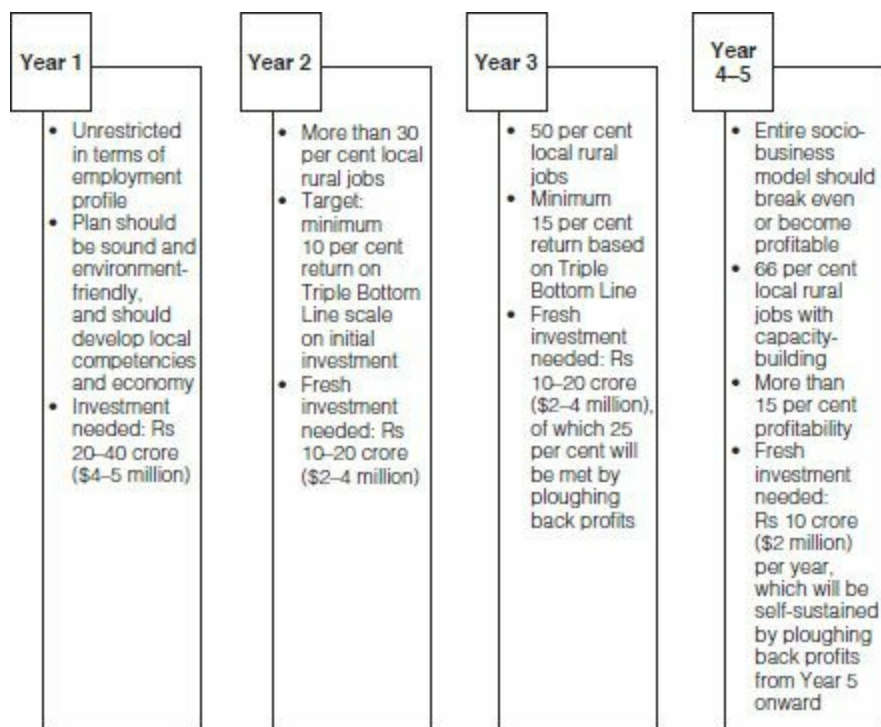 Year 1
• Unrestricted
in terms of
employment
profile
• Plan should
be sound and
environment-
friendly,
and should
develop local
competencies
and economy
• Investment
needed: Rs
20–40 crore
($4–5 million)
Year 2
• More than 30
per cent local
rural jobs
• Target:
minimum
10 per cent
return on
Triple Bottom
Line scale
on initial
investment
• Fresh
investment
needed: Rs
10–20 crore
($2–4 million)
Year 3
• 50 per cent
local rural
jobs
• Minimum
15 per cent
return based
on Triple
Bottom Line
• Fresh
investment
needed: Rs
10–20 crore
($2–4 million),
of which 25
per cent will
be met by
ploughing
back profits
Year
4–5
• Entire socio-
business
model should
break even
or become
profitable
• 66 per cent
local rural
jobs with
capacity-
building
• More than
15 per cent
profitability
• Fresh
investment
needed:
Rs 10 crore
($2 million)
per year,
which will be
self-sustained
by ploughing
back profits
from Year 5
onward